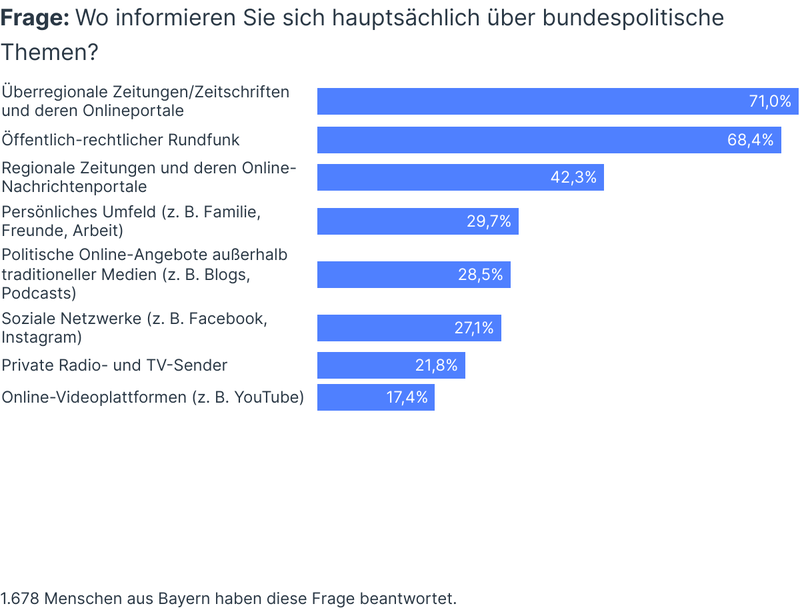 Frage: Wo informieren Sie sich hauptsächlich über bundespolitische
Themen?
Überregionale Zeitungen/Zeitschriften
und deren Onlineportale
71,0%
Öffentlich-rechtlicher Rundfunk
68,4%
Regionale Zeitungen und deren Online-
Nachrichtenportale
42,3%
Persönliches Umfeld (z. B. Familie,
Freunde, Arbeit)
29,7%
Politische Online-Angebote außerhalb
traditioneller Medien (z. B. Blogs,
Podcasts)
28,5%
Soziale Netzwerke (z. B. Facebook,
Instagram)
27,1%
Private Radio- und TV-Sender
21,8%
Online-Videoplattformen (z. B. YouTube)
17,4%
1.678 Menschen aus Bayern haben diese Frage beantwortet.